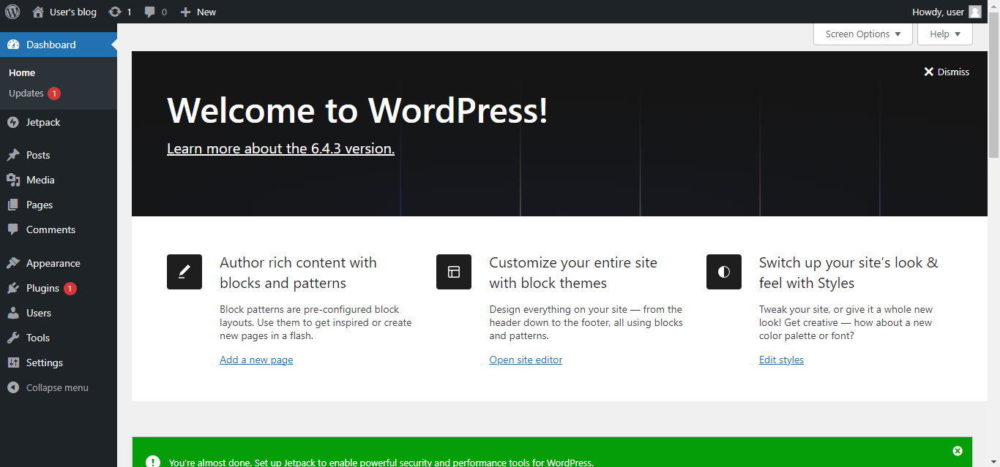 User's blog 1 0 New Howdy, user
Screen Options Help
Dashboard
Home
Updates 1
Jetpack
Posts
Media
Pages
Comments
Appearance
Plugins 1
Users
Tools
Settings
Collapse menu
Dismiss
Welcome to WordPress!
Learn more about the 6.4.3 version.
Author rich content with
blocks and patterns
Block patterns are pre-configured block
layouts. Use them to get inspired or create
new pages in a flash.
Add a new page
Customize your entire site
with block themes
Design everything on your site — from the
header down to the footer, all using blocks
and patterns.
Open site editor
Switch up your site’s look &
feel with Styles
Tweak your site, or give it a whole new
look! Get creative — how about a new
color palette or font?
Edit styles
You’re almost done. Set up Jetpack to enable powerful security and performance tools for WordPress.